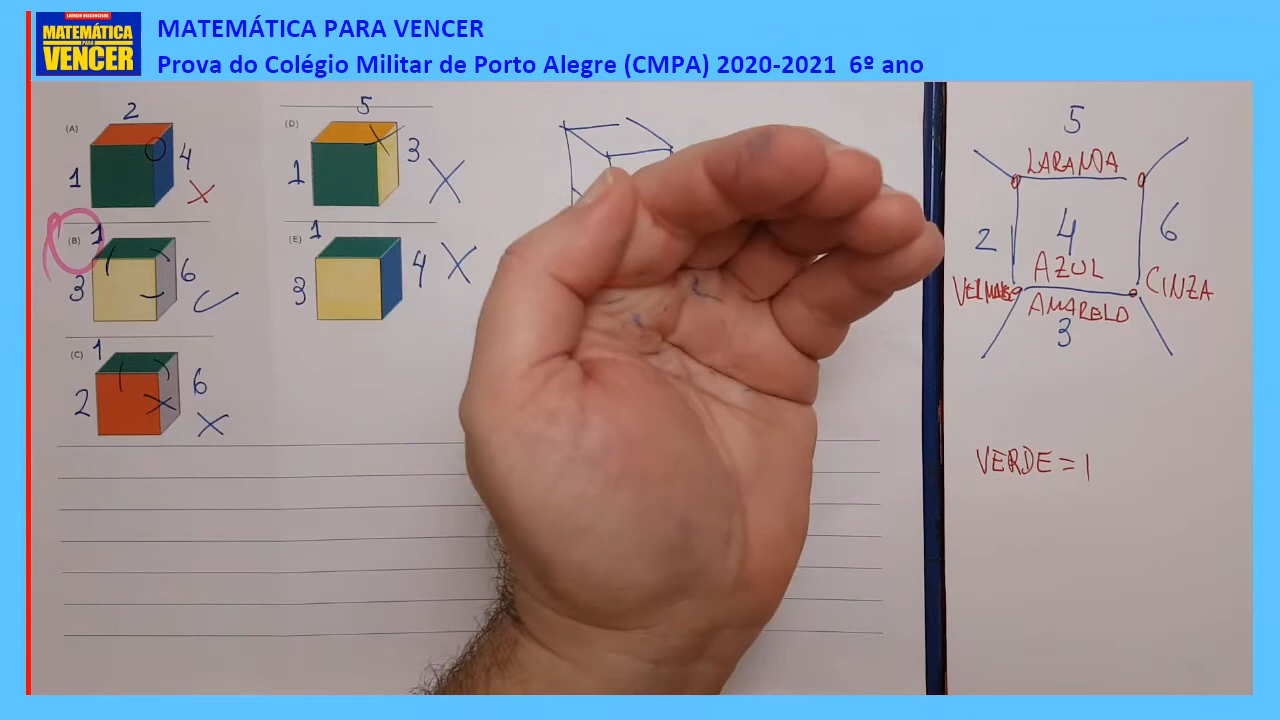 LAÉRCIO VASCONCELOS
MATEMÁTICA
PARA
VENCER
MATEMÁTICA PARA VENCER
Prova do Colégio Militar de Porto Alegre (CMPA) 2020-2021 6º ano
(A)
2
1
4
(B)
1
3
6
(C)
1
2
6
(D)
5
1
3
(E)
1
3
4
5
LARANJA
2
4
6
AZUL
CINZA
AMARELO
3
VERDE = 1